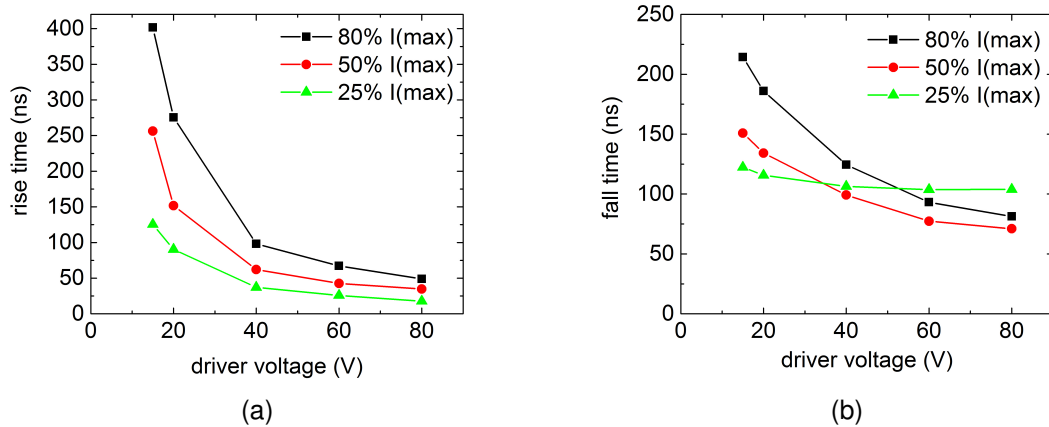 400
350
300
250
200
150
100
50
0
rise time (ns)
80% I(max)
50% I(max)
25% I(max)
0 20 40 60 80
driver voltage (V)
(a)
250
200
150
100
50
0
fall time (ns)
80% I(max)
50% I(max)
25% I(max)
0 20 40 60 80
driver voltage (V)
(b)